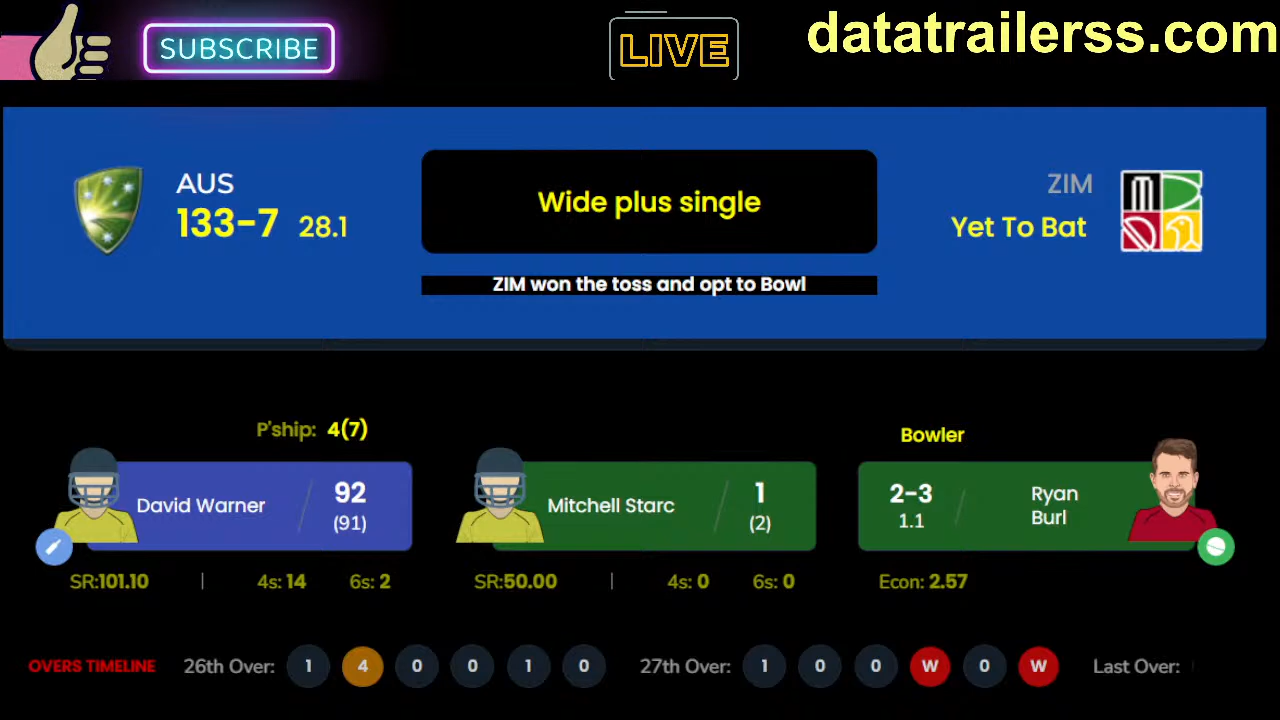 SUBSCRIBE
LIVE
datatrailerss.com
AUS
133-7 28.1
Wide plus single
ZIM won the toss and opt to Bowl
ZIM
Yet To Bat
P'ship: 4(7)
David Warner / 92
(91)
SR:101.10 | 4s: 14 6s: 2
Mitchell Starc / 1
(2)
SR:50.00 | 4s: 0 6s: 0
Bowler
2-3 / Ryan
1.1 Burl
Econ: 2.57
OVERS TIMELINE 26th Over: 1 4 0 0 1 0 27th Over: 1 0 0 W 0 W Last Over: